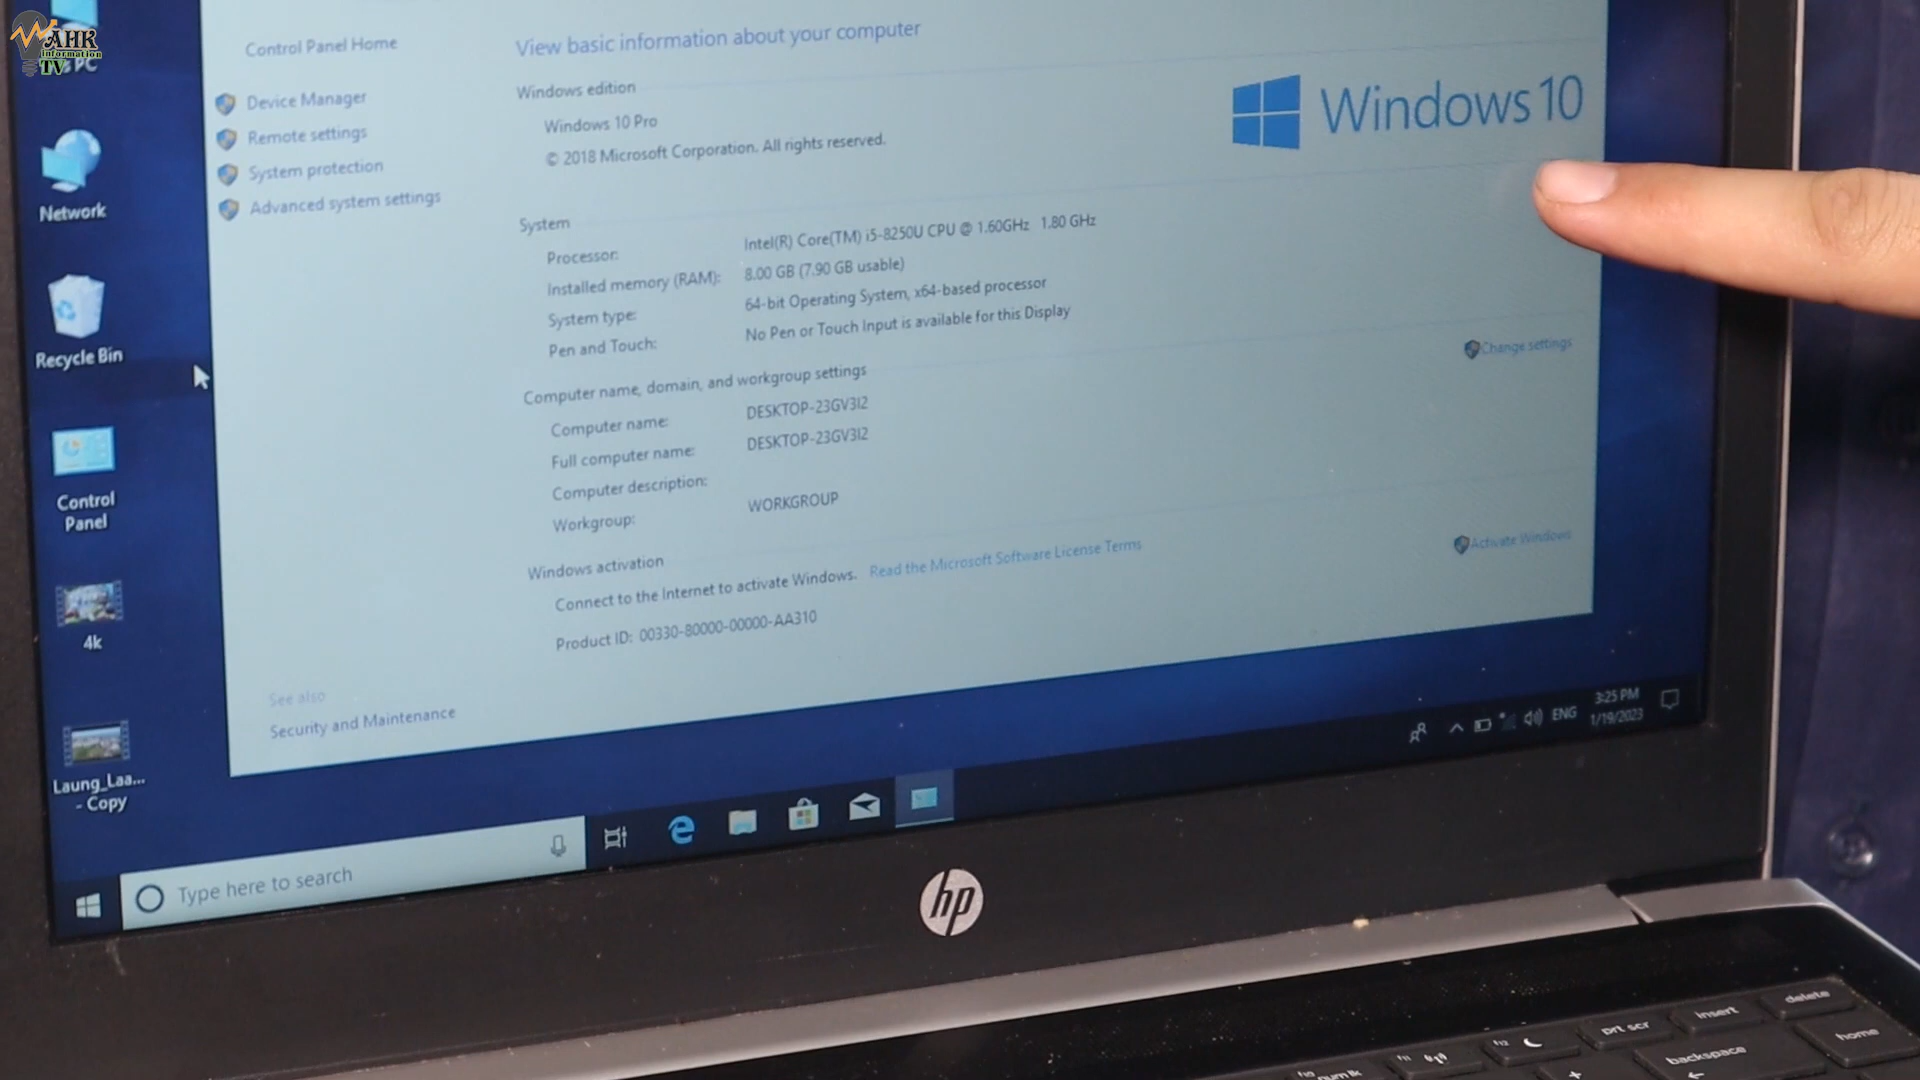 AHK
information
TV
PC
Network
Recycle Bin
Control
Panel
4k
Laung_Laa...
- Copy
Control Panel Home
Device Manager
Remote settings
System protection
Advanced system settings
See also
Security and Maintenance
View basic information about your computer
Windows edition
Windows 10 Pro
© 2018 Microsoft Corporation. All rights reserved.
Windows 10
System
Processor: Intel(R) Core(TM) i5-8250U CPU @ 1.60GHz 1.80 GHz
Installed memory (RAM): 8.00 GB (7.90 GB usable)
System type: 64-bit Operating System, x64-based processor
Pen and Touch: No Pen or Touch Input is available for this Display
Computer name, domain, and workgroup settings
Computer name: DESKTOP-23GV3I2
Change settings
Full computer name: DESKTOP-23GV3I2
Computer description:
Workgroup: WORKGROUP
Windows activation
Connect to the Internet to activate Windows. Read the Microsoft Software License Terms
Product ID: 00330-80000-00000-AA310
Activate Windows
Type here to search
ENG
3:25 PM
1/19/2023
hp
f10 num lk
f11
f12
prt scr
insert
delete
backspace
home
+